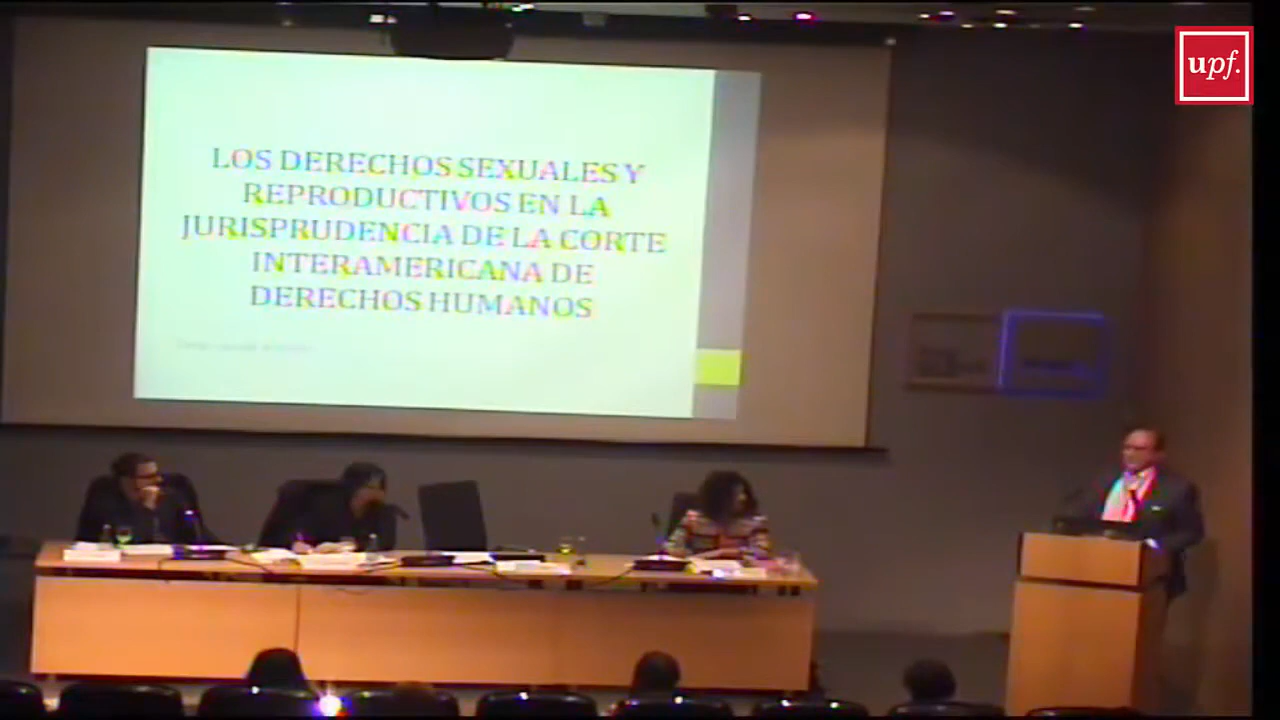 upf.
LOS DERECHOS SEXUALES Y
REPRODUCTIVOS EN LA
JURISPRUDENCIA DE LA CORTE
INTERAMERICANA DE
DERECHOS HUMANOS